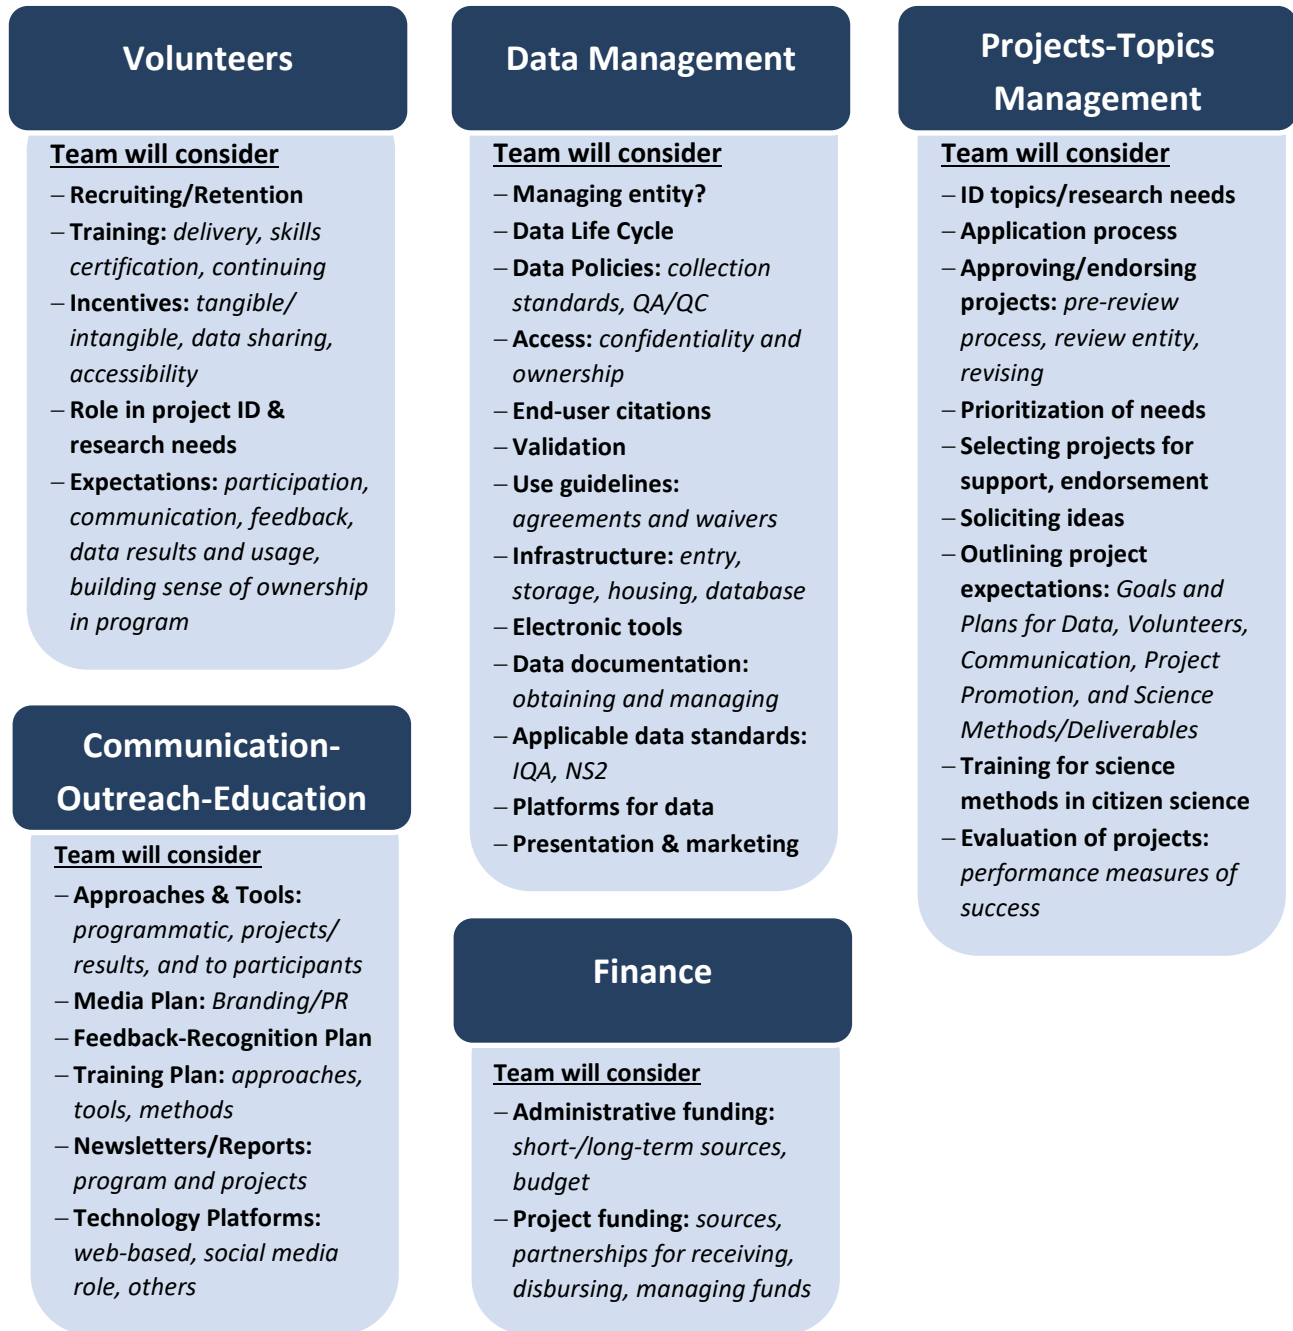 Volunteers
Team will consider
– Recruiting/Retention
– Training: delivery, skills
certification, continuing
– Incentives: tangible/
intangible, data sharing,
accessibility
– Role in project ID &
research needs
– Expectations: participation,
communication, feedback,
data results and usage,
building sense of ownership
in program
Communication-
Outreach-Education
Team will consider
– Approaches & Tools:
programmatic, projects/
results, and to participants
– Media Plan: Branding/PR
– Feedback-Recognition Plan
– Training Plan: approaches,
tools, methods
– Newsletters/Reports:
program and projects
– Technology Platforms:
web-based, social media
role, others
Data Management
Team will consider
– Managing entity?
– Data Life Cycle
– Data Policies: collection
standards, QA/QC
– Access: confidentiality and
ownership
– End-user citations
– Validation
– Use guidelines:
agreements and waivers
– Infrastructure: entry,
storage, housing, database
– Electronic tools
– Data documentation:
obtaining and managing
– Applicable data standards:
IQA, NS2
– Platforms for data
– Presentation & marketing
Finance
Team will consider
– Administrative funding:
short-/long-term sources,
budget
– Project funding: sources,
partnerships for receiving,
disbursing, managing funds
Projects-Topics
Management
Team will consider
– ID topics/research needs
– Application process
– Approving/endorsing
projects: pre-review
process, review entity,
revising
– Prioritization of needs
– Selecting projects for
support, endorsement
– Soliciting ideas
– Outlining project
expectations: Goals and
Plans for Data, Volunteers,
Communication, Project
Promotion, and Science
Methods/Deliverables
– Training for science
methods in citizen science
– Evaluation of projects:
performance measures of
success